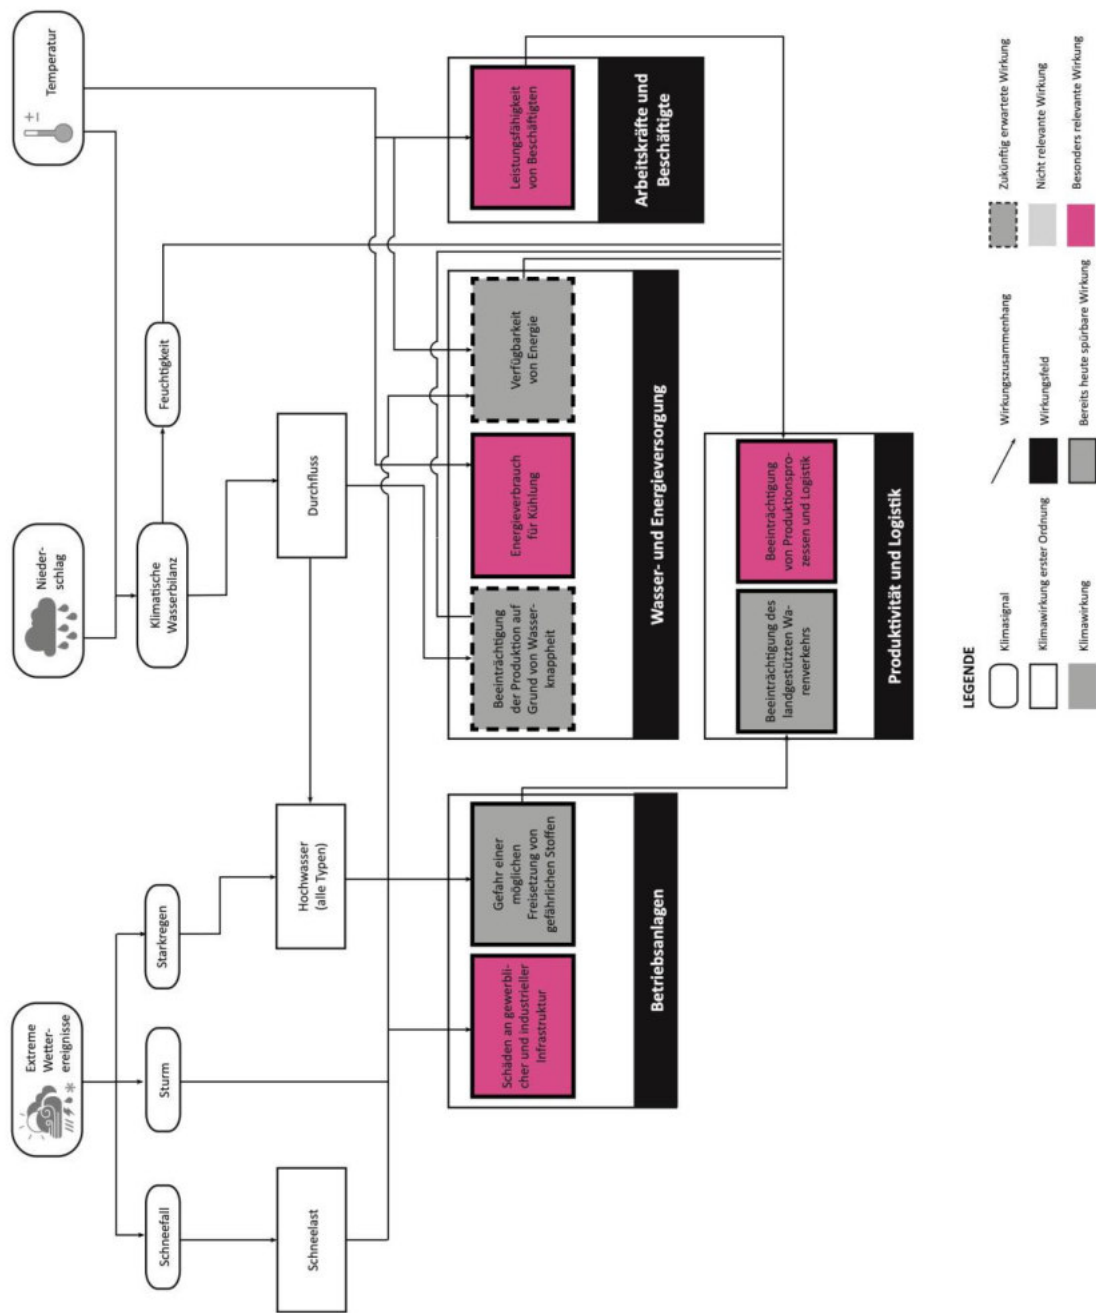 Extreme
Wetter-
ereignisse
Nieder-
schlag
Temperatur
Schneefall
Sturm
Starkregen
Klimatische
Wasserbilanz
Feuchtigkeit
Schneelast
Hochwasser
(alle Typen)
Durchfluss
Schäden an gewerbli-
cher und industrieller
Infrastruktur
Gefahr einer
möglichen
Freisetzung von
gefährlichen Stoffen
Betriebsanlagen
Beeinträchtigung
der Produktion auf
Grund von Wasser-
knappheit
Energieverbrauch
für Kühlung
Verfügbarkeit
von Energie
Wasser- und Energieversorgung
Leistungsfähigkeit
von Beschäftigten
Arbeitskräfte und
Beschäftigte
Beeinträchtigung des
landgestützten Wa-
renverkehrs
Beeinträchtigung
von Produktionspro-
zessen und Logistik
Produktivität und Logistik
LEGENDE
Klimasignal
Wirkungszusammenhang
Zukünftig erwartete Wirkung
Klimawirkung erster Ordnung
Wirkungsfeld
Nicht relevante Wirkung
Klimawirkung
Bereits heute spürbare Wirkung
Besonders relevante Wirkung